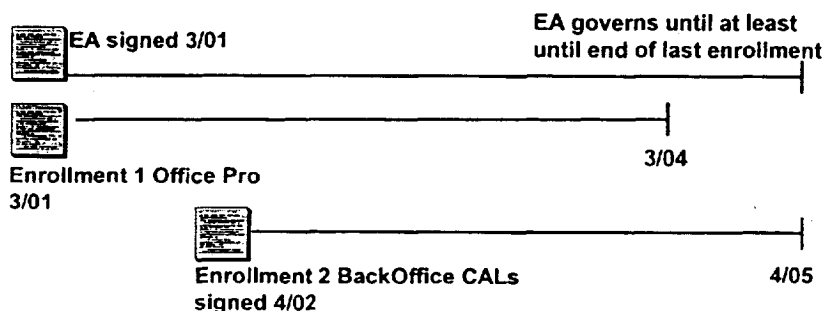 EA signed 3/01
EA governs until at least
until end of last enrollment
3/04
Enrollment 1 Office Pro
3/01
Enrollment 2 BackOffice CALs
signed 4/02
4/05